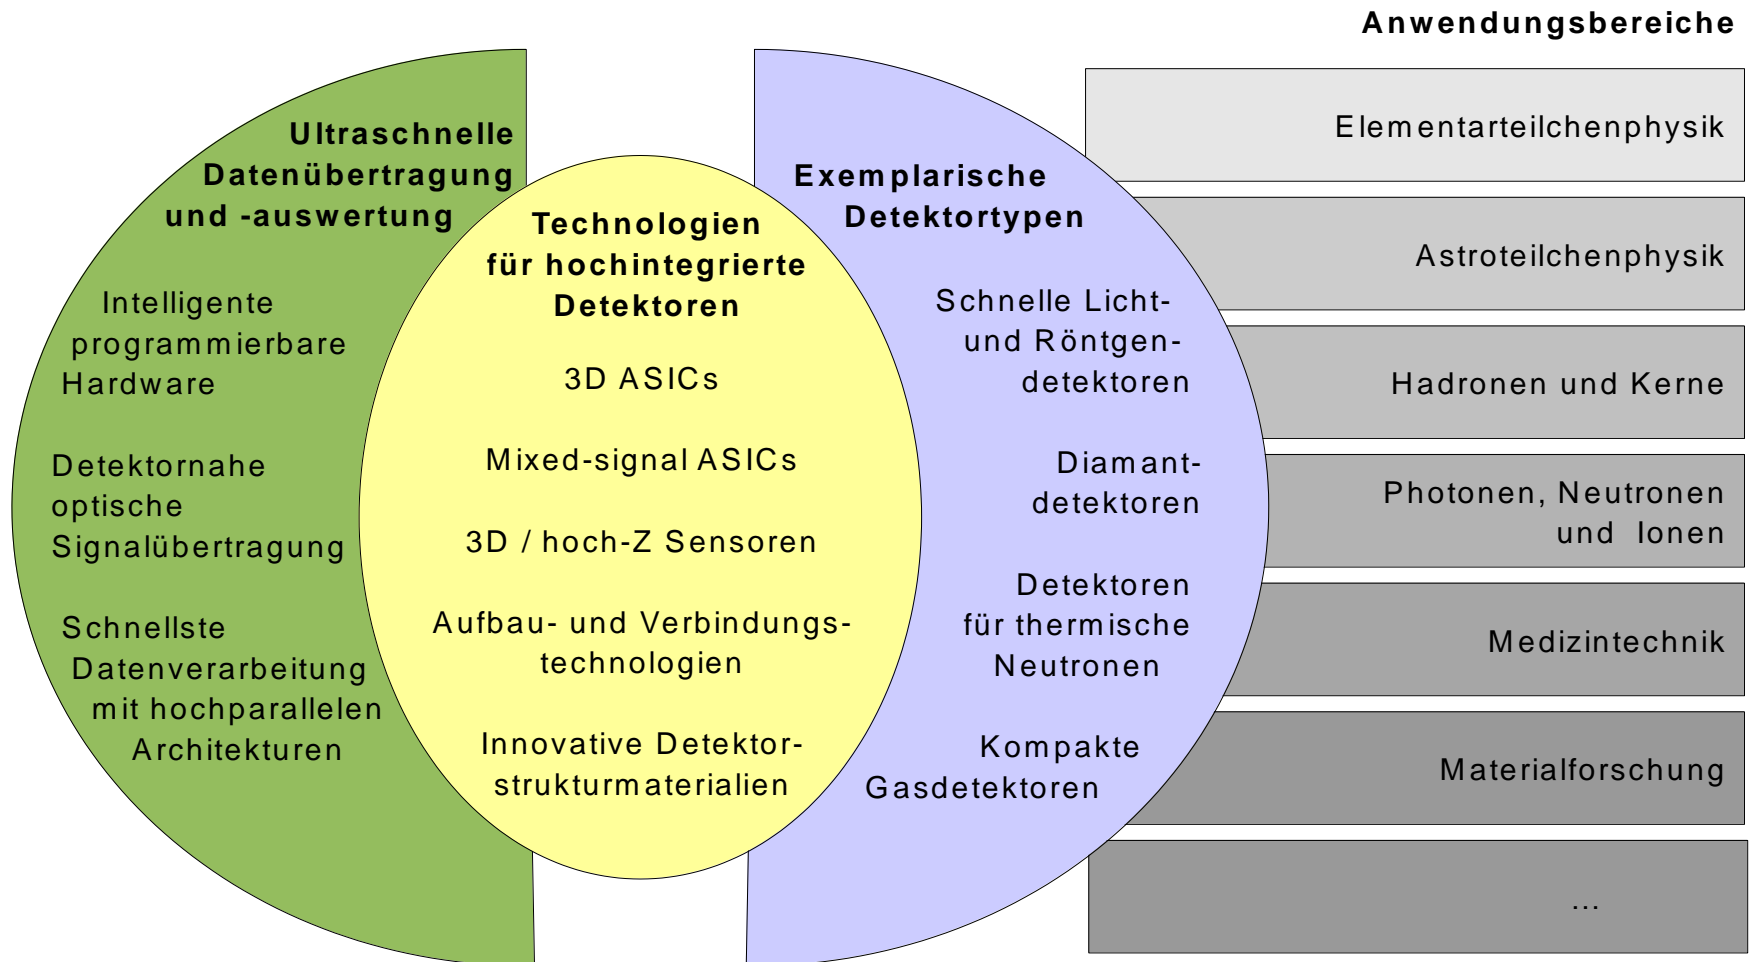 Anwendungsbereiche
Ultraschnelle
Datenübertragung
und -auswertung
Intelligente
programmierbare
Hardware
Detektornahe
optische
Signalübertragung
Schnellste
Datenverarbeitung
mit hochparallelen
Architekturen
Technologien
für hochintegrierte
Detektoren
3D ASICs
Mixed-signal ASICs
3D / hoch-Z Sensoren
Aufbau- und Verbindungs-
technologien
Innovative Detektor-
strukturmaterialien
Exemplarische
Detektortypen
Schnelle Licht-
und Röntgen-
detektoren
Diamant-
detektoren
Detektoren
für thermische
Neutronen
Kompakte
Gasdetektoren
Elementarteilchenphysik
Astroteilchenphysik
Hadronen und Kerne
Photonen, Neutronen
und Ionen
Medizintechnik
Materialforschung
...